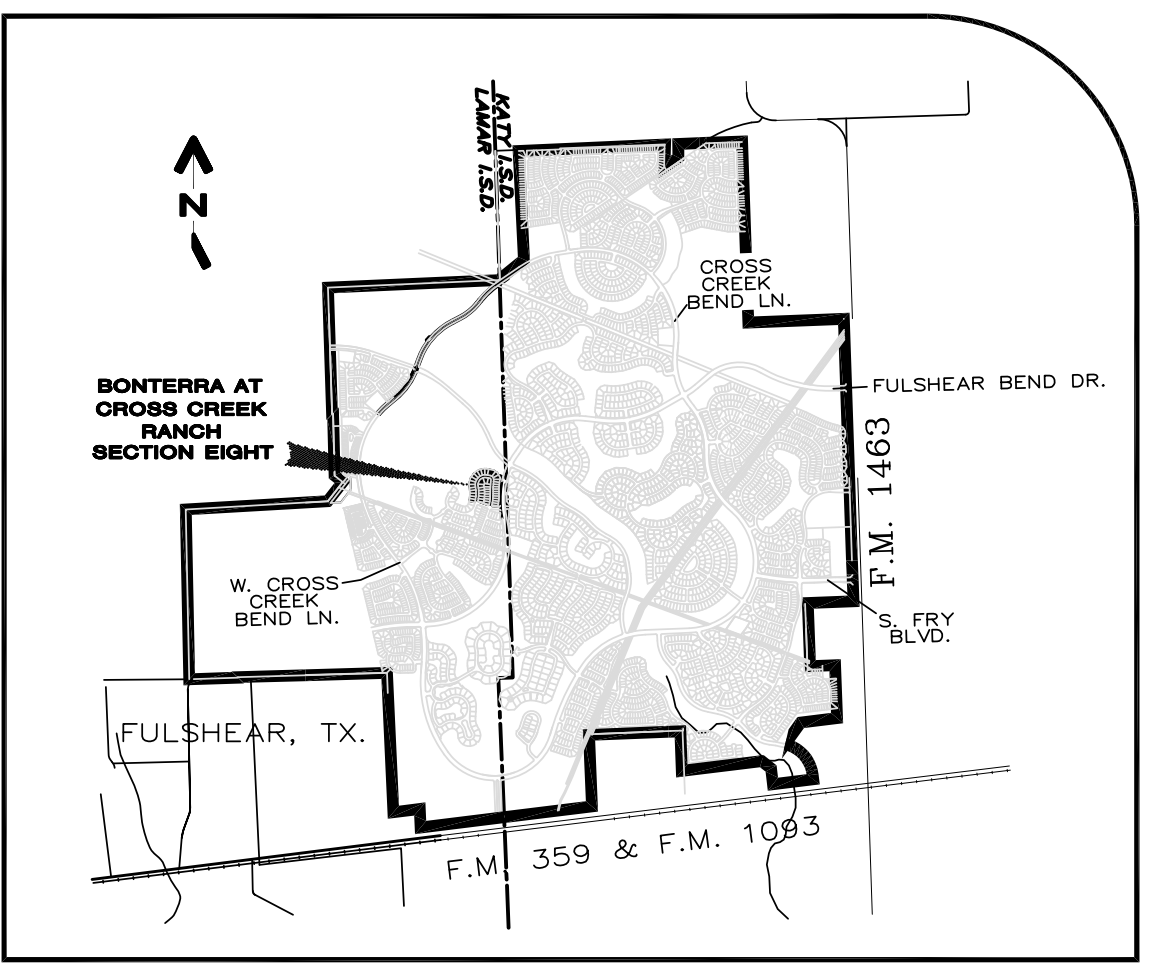 KATY I.S.D.
LAMAR I.S.D.
N
CROSS
CREEK
BEND LN.
FULSHEAR BEND DR.
BONTERRA AT
CROSS CREEK
RANCH
SECTION EIGHT
F.M. 1463
W. CROSS
CREEK
BEND LN.
S. FRY
BLVD.
FULSHEAR, TX.
F.M. 359 & F.M. 1093